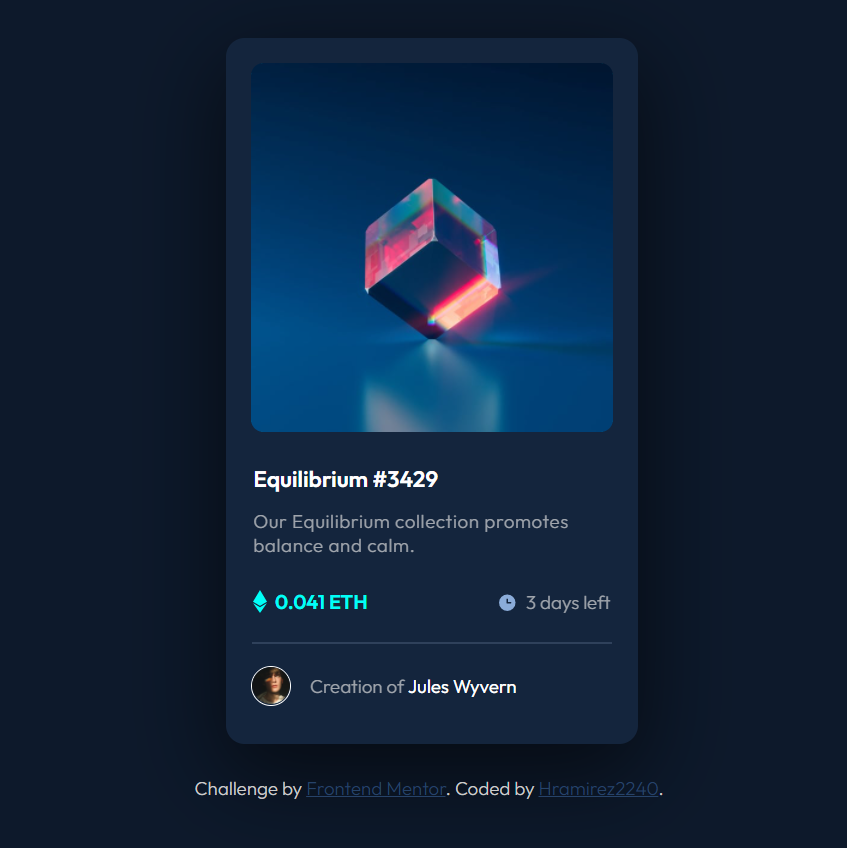 Equilibrium #3429
Our Equilibrium collection promotes
balance and calm.
0.041 ETH
3 days left
Creation of Jules Wyvern
Challenge by Frontend Mentor. Coded by Hramirez2240.